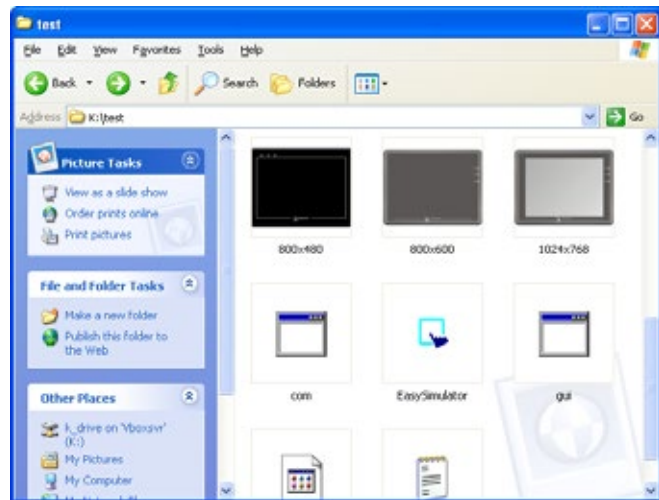 test
File Edit View Favorites Tools Help
Back Search Folders
Address K:\test Go
Picture Tasks
View as a slide show
Order prints online
Print pictures
File and Folder Tasks
Make a new folder
Publish this folder to
the Web
Other Places
k_drive on 'Vboxsvr'
(K:)
My Pictures
My Computer
800x480 800x600 1024x768
com EasySimulator gui